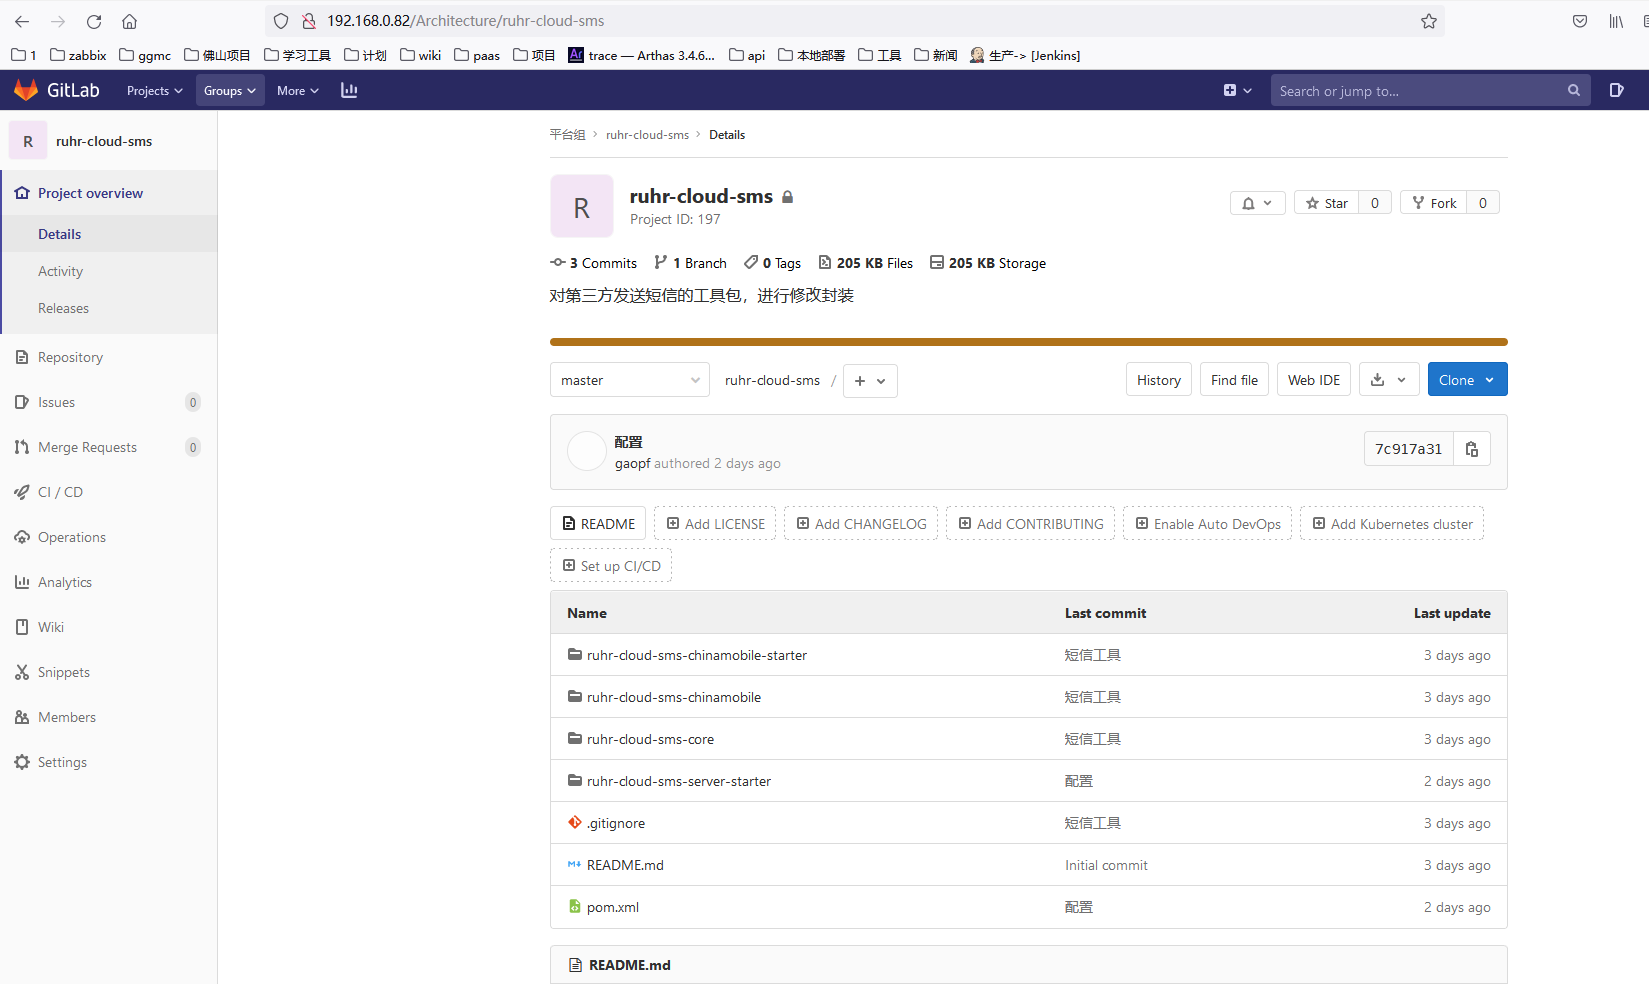 192.168.0.82/Architecture/ruhr-cloud-sms
1 zabbix ggmc 佛山项目 学习工具 计划 wiki paas 项目 Ar trace — Arthas 3.4.6... api 本地部署 工具 新闻 生产-> [Jenkins]
GitLab Projects Groups More Search or jump to...
R ruhr-cloud-sms
Project overview
Details
Activity
Releases
Repository
Issues 0
Merge Requests 0
CI / CD
Operations
Analytics
Wiki
Snippets
Members
Settings
平台组 > ruhr-cloud-sms > Details
R
ruhr-cloud-sms
Project ID: 197
Star 0 Fork 0
3 Commits 1 Branch 0 Tags 205 KB Files 205 KB Storage
对第三方发送短信的工具包，进行修改封装
master ruhr-cloud-sms / + History Find file Web IDE Clone
配置
gaopf authored 2 days ago
7c917a31
README Add LICENSE Add CHANGELOG Add CONTRIBUTING Enable Auto DevOps Add Kubernetes cluster
Set up CI/CD
Name Last commit Last update
ruhr-cloud-sms-chinamobile-starter 短信工具 3 days ago
ruhr-cloud-sms-chinamobile 短信工具 3 days ago
ruhr-cloud-sms-core 短信工具 3 days ago
ruhr-cloud-sms-server-starter 配置 2 days ago
.gitignore 短信工具 3 days ago
README.md Initial commit 3 days ago
pom.xml 配置 2 days ago
README.md